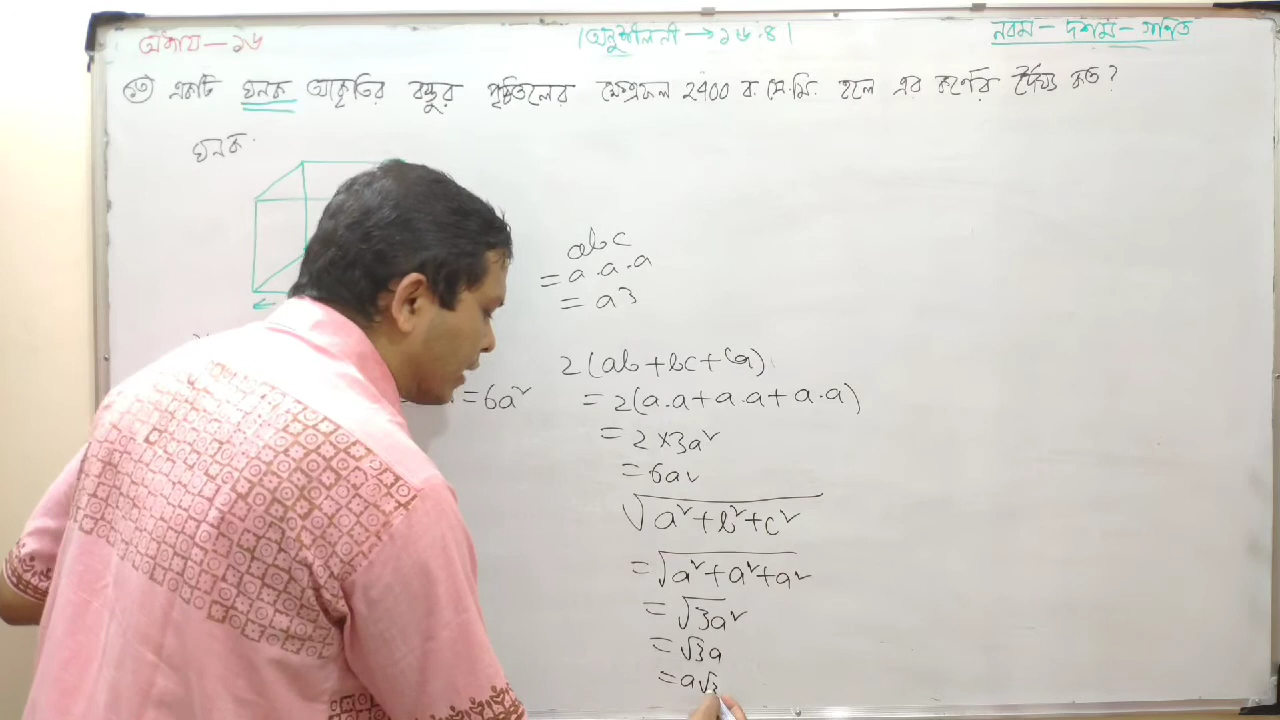 অধ্যায় — ১৬
|অনুশীলনী → ১৬.৪|
নবম - দশম - গণিত
একটি ঘনক আকৃতির বস্তুর পৃষ্ঠতলের ক্ষেত্রফল 2400 ব. সে.মি. হলে এর কর্ণের দৈর্ঘ্য কত?
ঘনক.
abc
= a.a.a
= a3
= 6a²
2(ab+bc+ca)
= 2(a.a+a.a+a.a)
= 2×3a²
= 6a²
√a²+b²+c²
= √a²+a²+a²
= √3a²
= √3a
= a√3